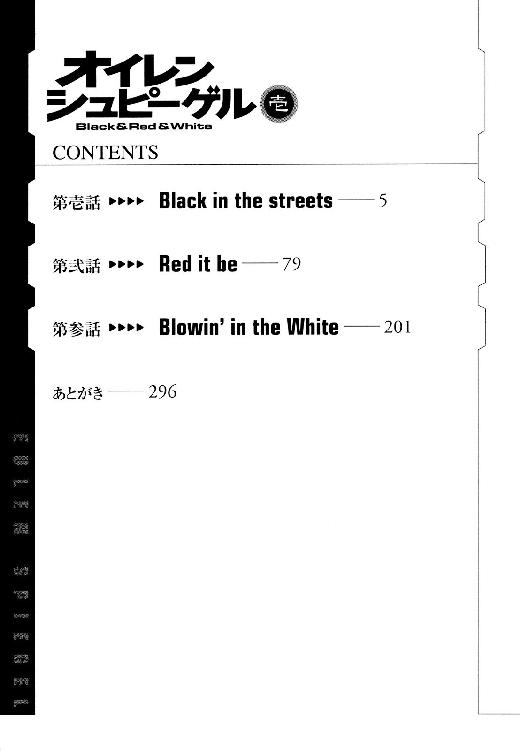 オイレン
シュピーゲル 壱
Black&Red&White
CONTENTS
第壱話 ▶▶▶▶ Black in the streets —— 5
第弐話 ▶▶▶▶ Red it be —— 79
第参話 ▶▶▶▶ Blowin' in the White —— 201
あとがき —— 296